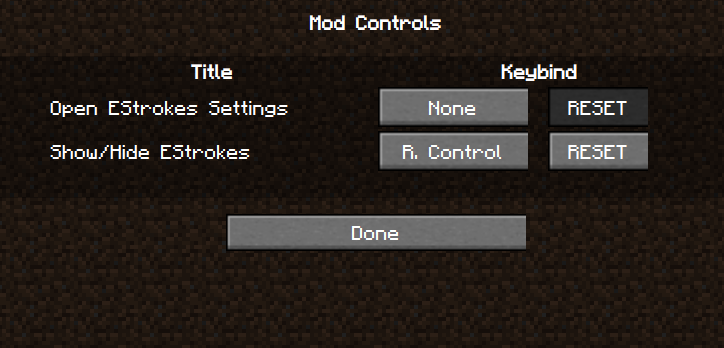 Mod Controls
Title Keybind
Open EStrokes Settings None RESET
Show/Hide EStrokes R. Control RESET
Done